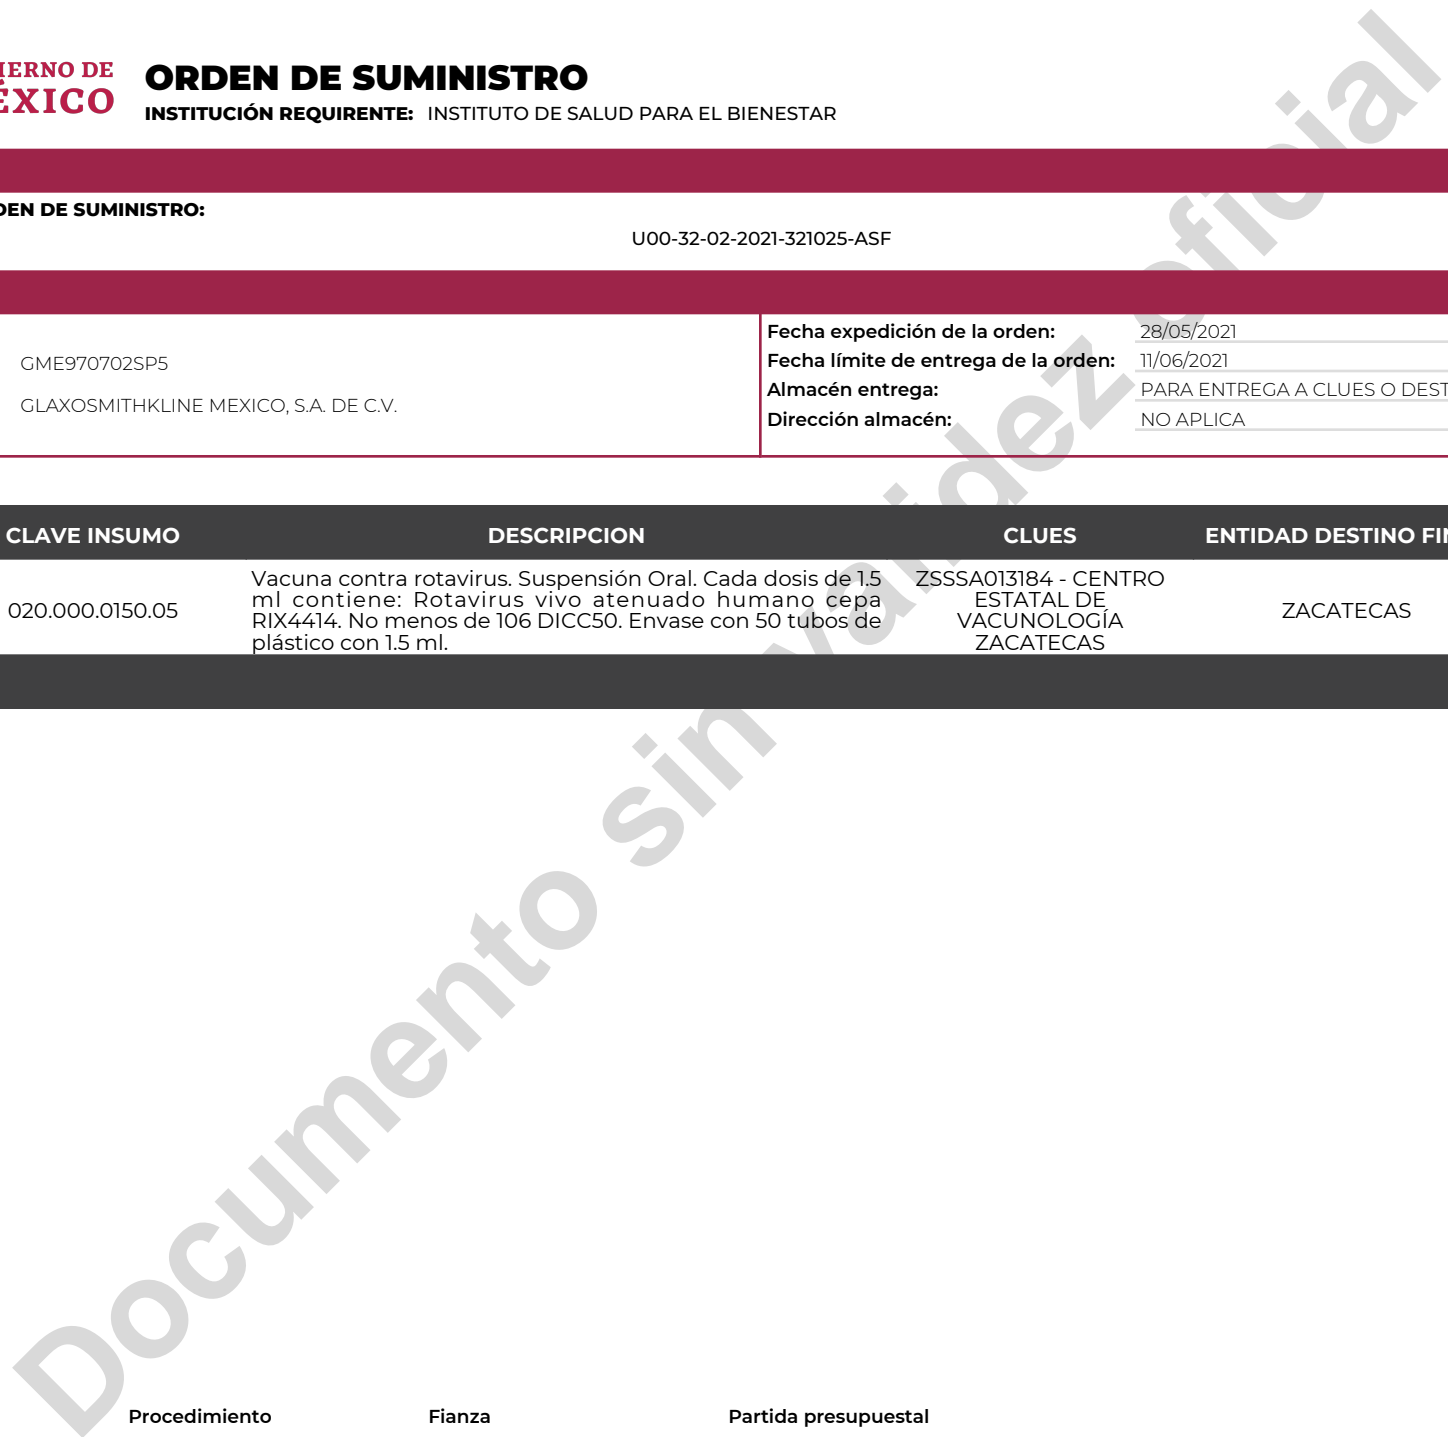 IERNO DE
ÉXICO
ORDEN DE SUMINISTRO
INSTITUCIÓN REQUIRENTE: INSTITUTO DE SALUD PARA EL BIENESTAR
DEN DE SUMINISTRO:
U00-32-02-2021-321025-ASF
GME970702SP5
GLAXOSMITHKLINE MEXICO, S.A. DE C.V.
Fecha expedición de la orden: 28/05/2021
Fecha límite de entrega de la orden: 11/06/2021
Almacén entrega: PARA ENTREGA A CLUES O DEST
Dirección almacén: NO APLICA
CLAVE INSUMO DESCRIPCION CLUES ENTIDAD DESTINO FIN
020.000.0150.05
Vacuna contra rotavirus. Suspensión Oral. Cada dosis de 1.5
ml contiene: Rotavirus vivo atenuado humano cepa
RIX4414. No menos de 106 DICC50. Envase con 50 tubos de
plástico con 1.5 ml.
ZSSSA013184 - CENTRO
ESTATAL DE
VACUNOLOGÍA
ZACATECAS
ZACATECAS
Documento sin validez oficial
Procedimiento Fianza Partida presupuestal